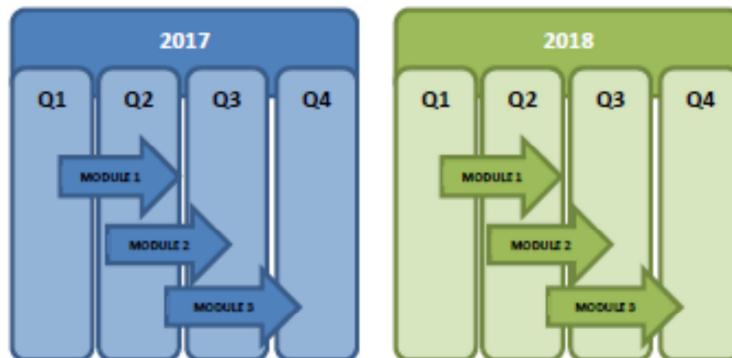 2017
Q1 Q2 Q3 Q4
MODULE 1
MODULE 2
MODULE 3
2018
Q1 Q2 Q3 Q4
MODULE 1
MODULE 2
MODULE 3